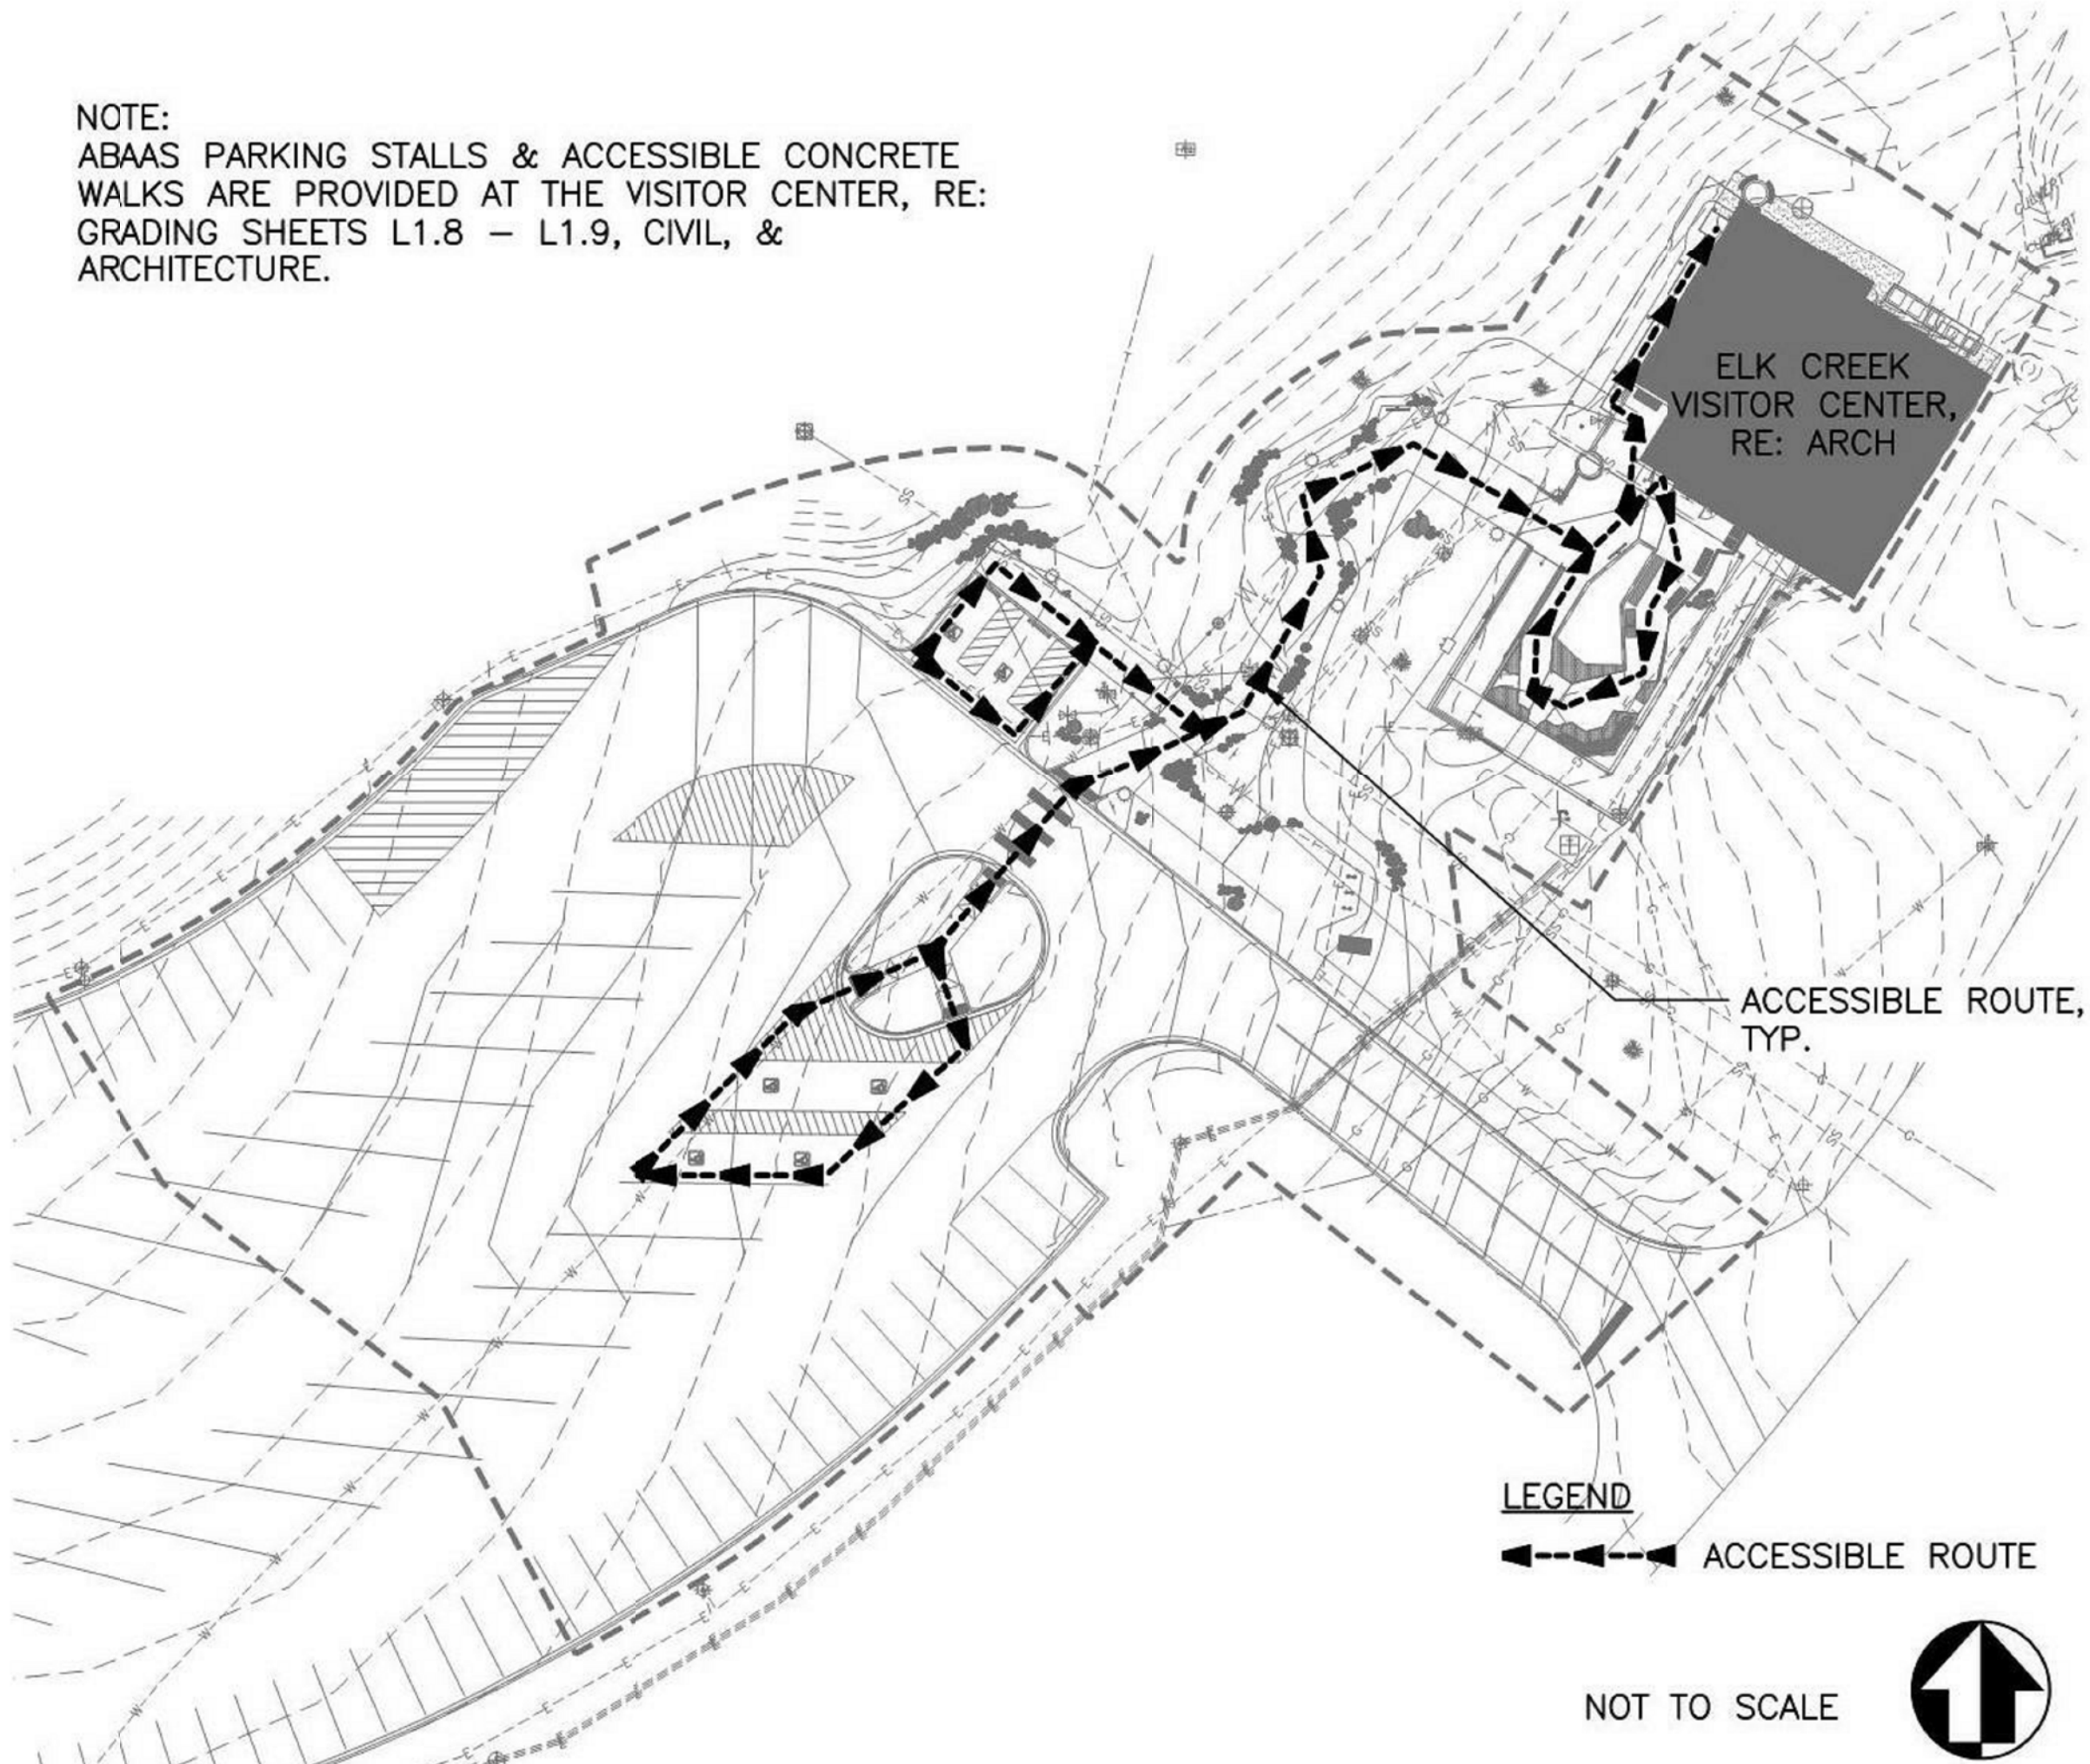 NOTE:
ABAAS PARKING STALLS & ACCESSIBLE CONCRETE
WALKS ARE PROVIDED AT THE VISITOR CENTER, RE:
GRADING SHEETS L1.8 – L1.9, CIVIL, &
ARCHITECTURE.
ELK CREEK
VISITOR CENTER,
RE: ARCH
ACCESSIBLE ROUTE,
TYP.
LEGEND
ACCESSIBLE ROUTE
NOT TO SCALE